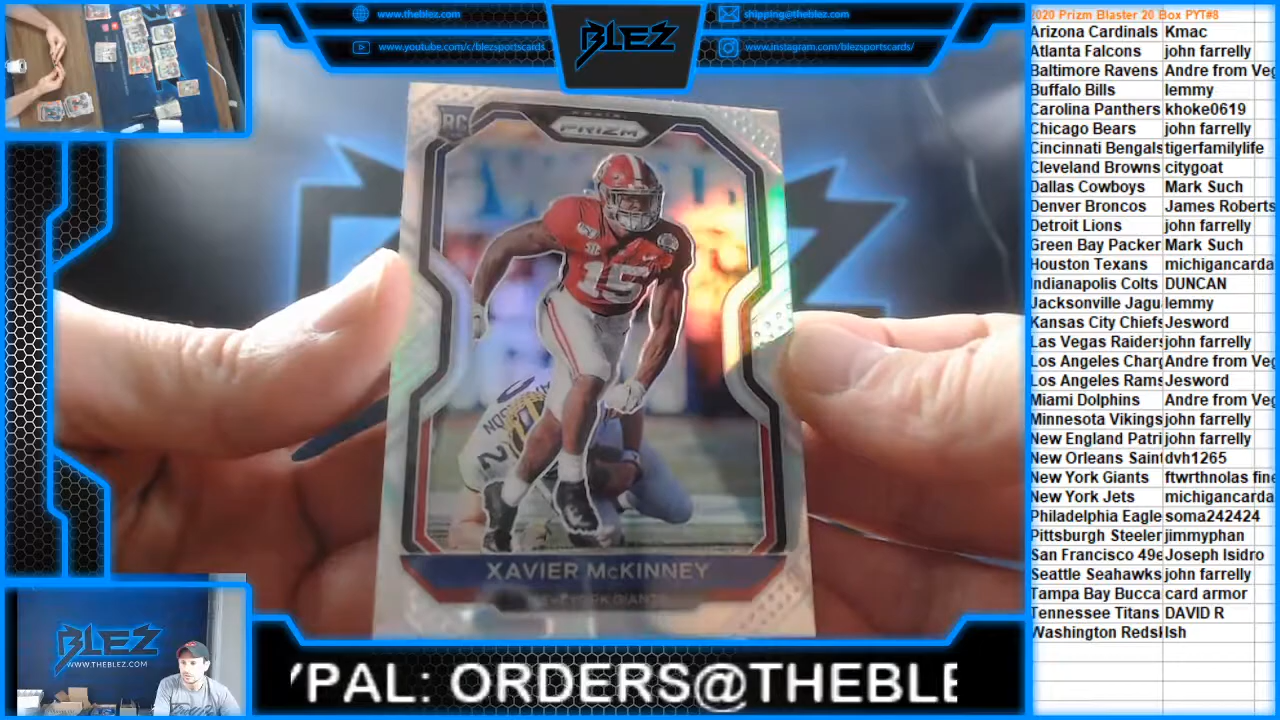 www.theblez.com
shipping@theblez.com
BLEZ
www.youtube.com/c/blezsportscards
www.instagram.com/blezsportscards/
RC
PANINI
PRIZM
15
XAVIER McKINNEY
NEW YORK GIANTS
BLEZ
WWW.THEBLEZ.COM
YPAL: ORDERS@THEBLE
2020 Prizm Blaster 20 Box PYT#8
Arizona Cardinals Kmac
Atlanta Falcons john farrelly
Baltimore Ravens Andre from Veg
Buffalo Bills lemmy
Carolina Panthers khoke0619
Chicago Bears john farrelly
Cincinnati Bengals tigerfamilylife
Cleveland Browns citygoat
Dallas Cowboys Mark Such
Denver Broncos James Roberts
Detroit Lions john farrelly
Green Bay Packer Mark Such
Houston Texans michigancarda
Indianapolis Colts DUNCAN
Jacksonville Jagu lemmy
Kansas City Chiefs Jesword
Las Vegas Raiders john farrelly
Los Angeles Charg Andre from Veg
Los Angeles Rams Jesword
Miami Dolphins Andre from Veg
Minnesota Vikings john farrelly
New England Patri john farrelly
New Orleans Saint dvh1265
New York Giants ftwrthnolas fine
New York Jets michigancarda
Philadelphia Eagle soma242424
Pittsburgh Steeler jimmyphan
San Francisco 49e Joseph Isidro
Seattle Seahawks john farrelly
Tampa Bay Bucca card armor
Tennessee Titans DAVID R
Washington Redsk Ish